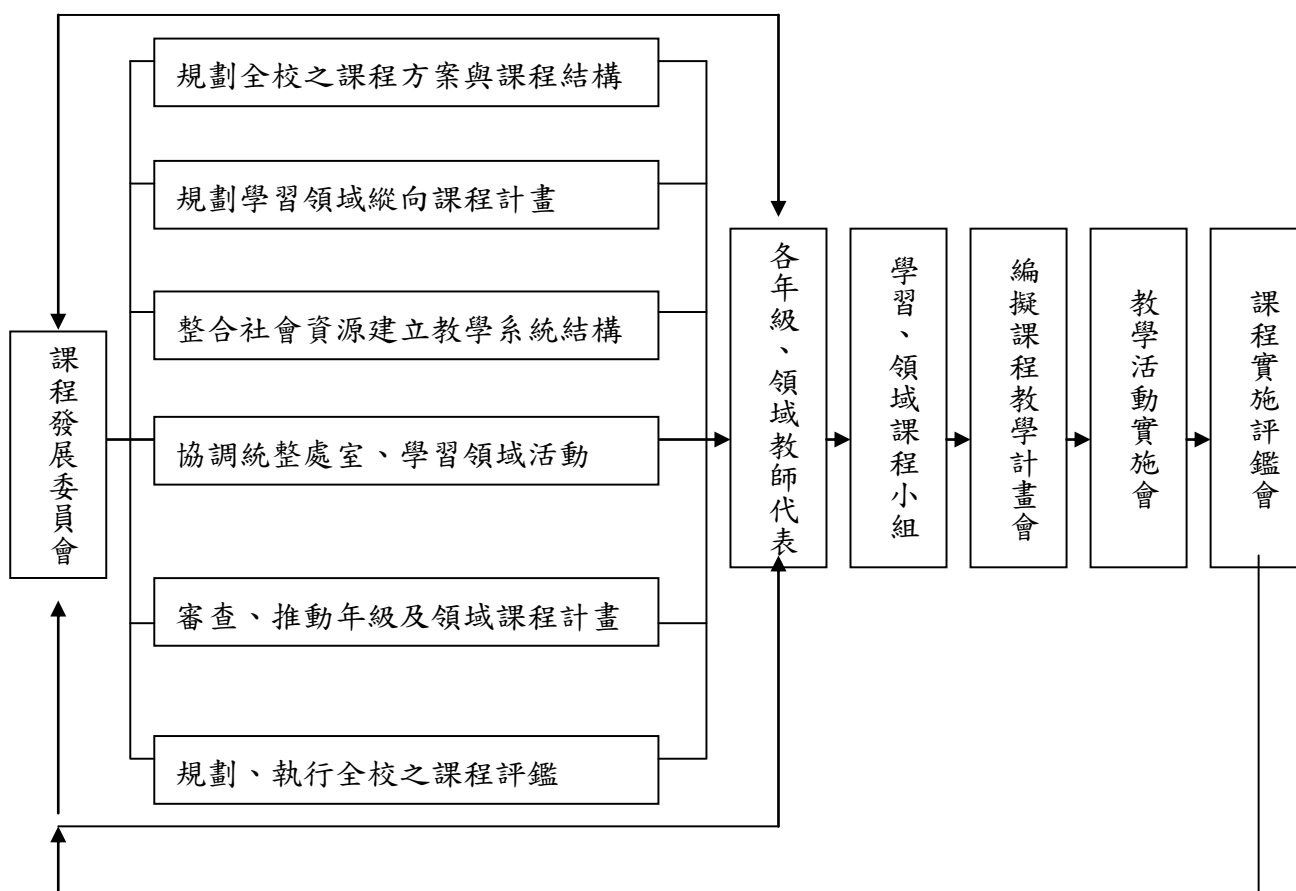 規劃全校之課程方案與課程結構
規劃學習領域縱向課程計畫
整合社會資源建立教學系統結構
協調統整處室、學習領域活動
審查、推動年級及領域課程計畫
規劃、執行全校之課程評鑑
課程發展委員會
各年級、領域教師代表
學習、領域課程小組
編擬課程教學計畫會
教學活動實施會
課程實施評鑑會